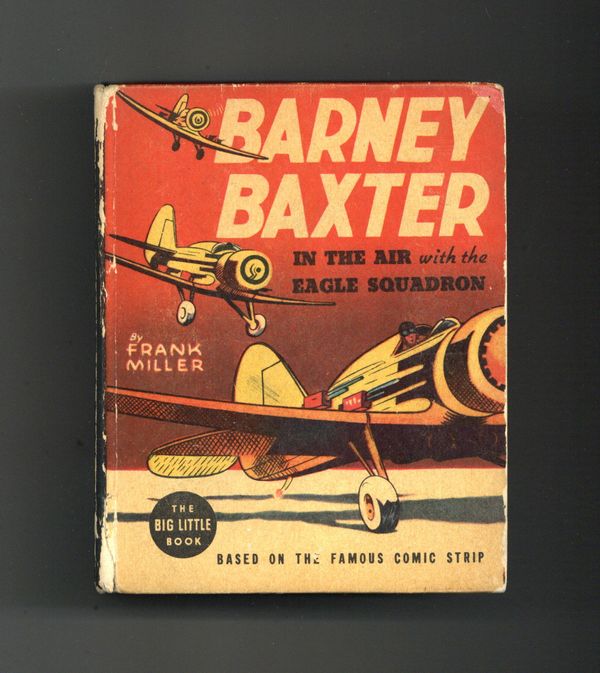 BARNEY
BAXTER
IN THE AIR with the
EAGLE SQUADRON
By
FRANK
MILLER
THE
BIG LITTLE
BOOK
BASED ON THE FAMOUS COMIC STRIP